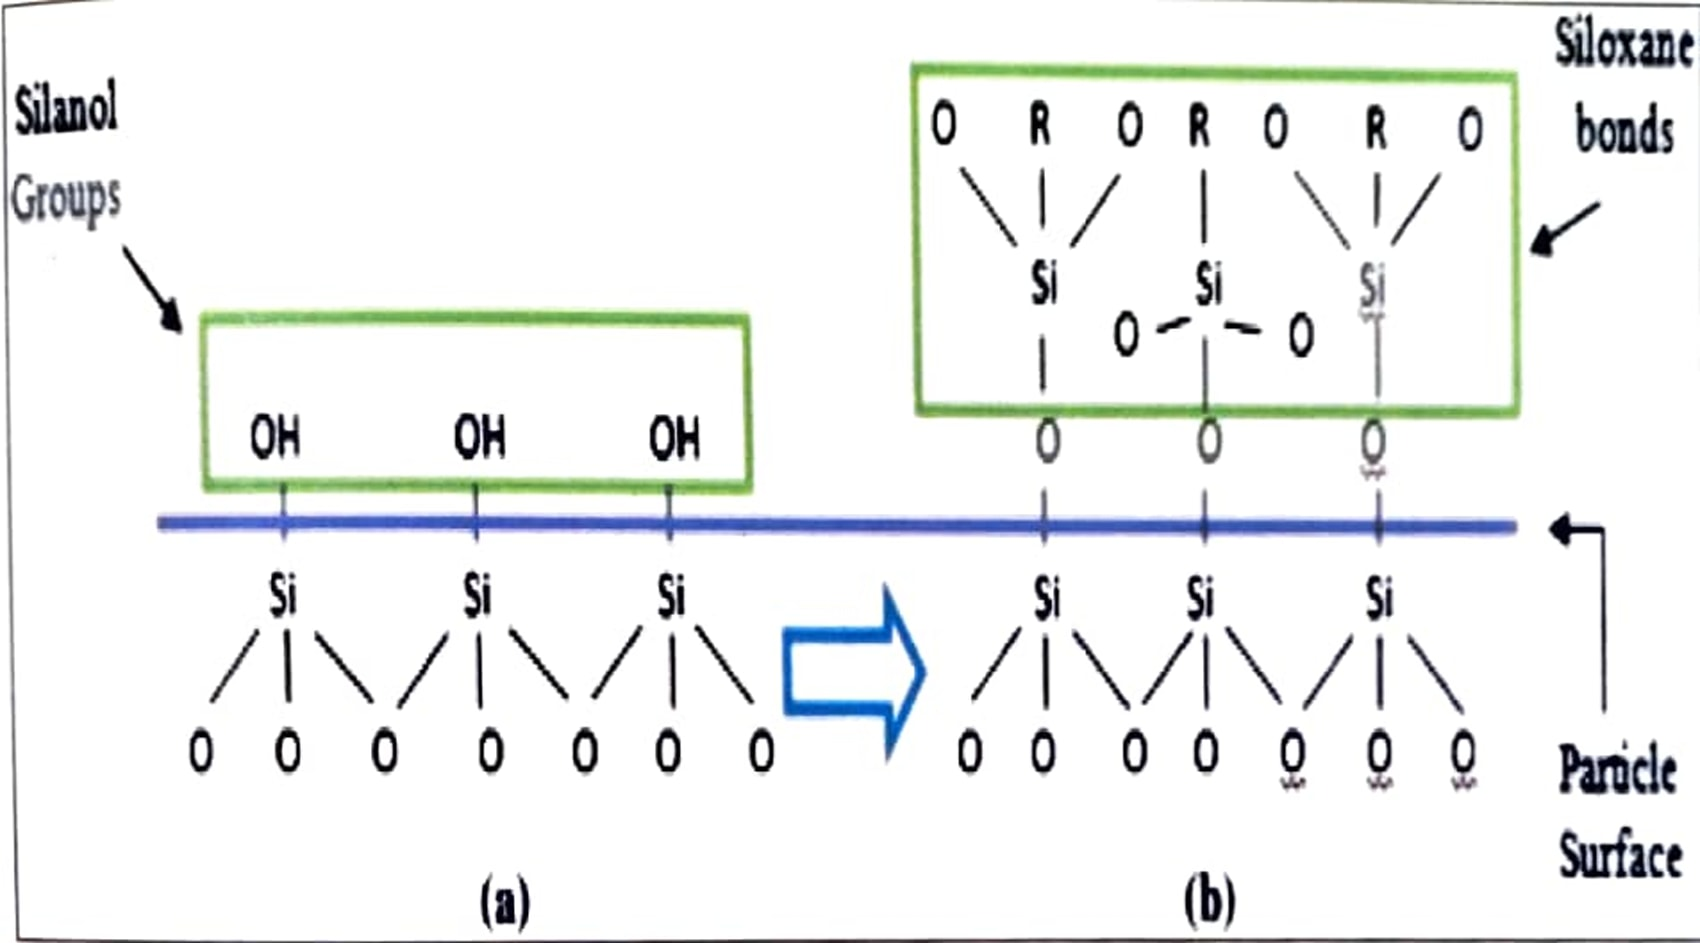 Silanol
Groups
Siloxane
bonds
O R O R O R O
Si Si Si
O O
OH OH OH
O O O
Si Si Si
Si Si Si
O O O O O O O
O O O O O O O
Particle
Surface
(a)
(b)